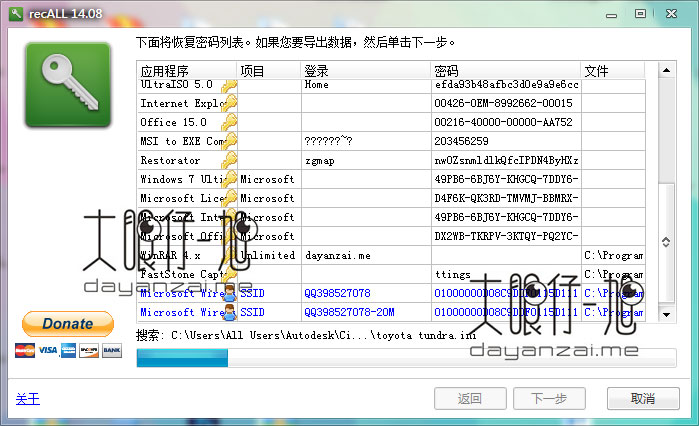 recALL 14.08
下面将恢复密码列表。如果您要导出数据，然后单击下一步。
应用程序 项目 登录 密码 文件
UltraISO 5.0 Home efda93b48afbc3d0e9a9e6cc
Internet Explo 00426-OEM-8992662-00015
Office 15.0 00216-40000-00000-AA752
MSI to EXE Com ??????~? 203456259
Restorator zgmap nwOZsnmldlkQfcIPDN4ByHXz
Windows 7 Ulti Microsoft 49PB6-6BJ6Y-KHGCQ-7DDY6-
Microsoft Lice Microsoft D4F6K-QK3RD-TMVMJ-BBMRX-
Microsoft Inte Microsoft 49PB6-6BJ6Y-KHGCQ-7DDY6-
Microsoft Offi Microsoft DX2WB-TKRPV-3KTQY-PQ2YC-
WinRAR 4.x Unlimited dayanzai.me C:\Program
FastStone Capt ttings C:\Program
Microsoft Wire SSID QQ398527078
Microsoft Wire SSID QQ398527078-20M
大眼仔~旭
dayanzai.me
大眼仔~旭
dayanzai.me
Donate
VISA
BANK
搜索: C:\Users\All Users\Autodesk\Ci...\toyota tundra.ini
关于 返回 下一步 取消